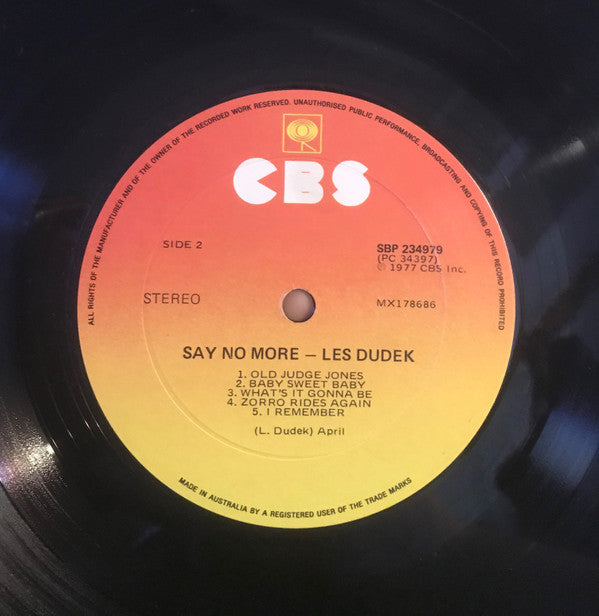 ALL RIGHTS OF THE MANUFACTURER AND OF THE OWNER OF THE RECORDED WORK RESERVED. UNAUTHORISED PUBLIC PERFORMANCE, BROADCASTING AND COPYING OF THIS RECORD PROHIBITED
CBS
SIDE 2
SBP 234979
(PC 34397)
℗ 1977 CBS Inc.
STEREO
MX178686
SAY NO MORE – LES DUDEK
1. OLD JUDGE JONES
2. BABY SWEET BABY
3. WHAT'S IT GONNA BE
4. ZORRO RIDES AGAIN
5. I REMEMBER
(L. Dudek) April
MADE IN AUSTRALIA BY A REGISTERED USER OF THE TRADE MARKS